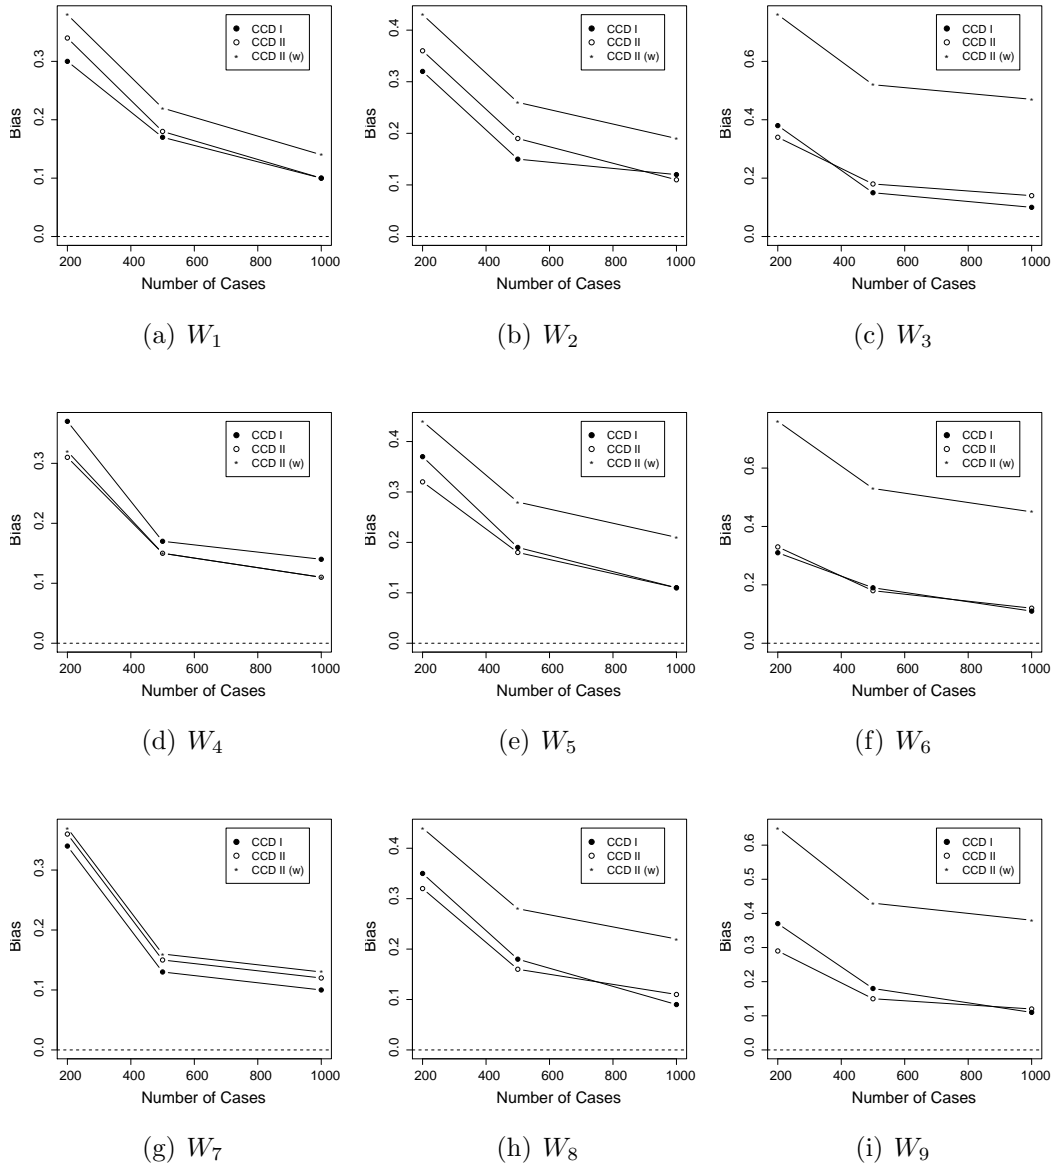 CCD I
CCD II
CCD II (w)
0.0 0.1 0.2 0.3
Bias
200 400 600 800 1000
Number of Cases
(a) W1
CCD I
CCD II
CCD II (w)
0.0 0.1 0.2 0.3 0.4
Bias
200 400 600 800 1000
Number of Cases
(b) W2
CCD I
CCD II
CCD II (w)
0.0 0.2 0.4 0.6
Bias
200 400 600 800 1000
Number of Cases
(c) W3
CCD I
CCD II
CCD II (w)
0.0 0.1 0.2 0.3
Bias
200 400 600 800 1000
Number of Cases
(d) W4
CCD I
CCD II
CCD II (w)
0.0 0.1 0.2 0.3 0.4
Bias
200 400 600 800 1000
Number of Cases
(e) W5
CCD I
CCD II
CCD II (w)
0.0 0.2 0.4 0.6
Bias
200 400 600 800 1000
Number of Cases
(f) W6
CCD I
CCD II
CCD II (w)
0.0 0.1 0.2 0.3
Bias
200 400 600 800 1000
Number of Cases
(g) W7
CCD I
CCD II
CCD II (w)
0.0 0.1 0.2 0.3 0.4
Bias
200 400 600 800 1000
Number of Cases
(h) W8
CCD I
CCD II
CCD II (w)
0.0 0.1 0.2 0.3 0.4 0.5 0.6
Bias
200 400 600 800 1000
Number of Cases
(i) W9